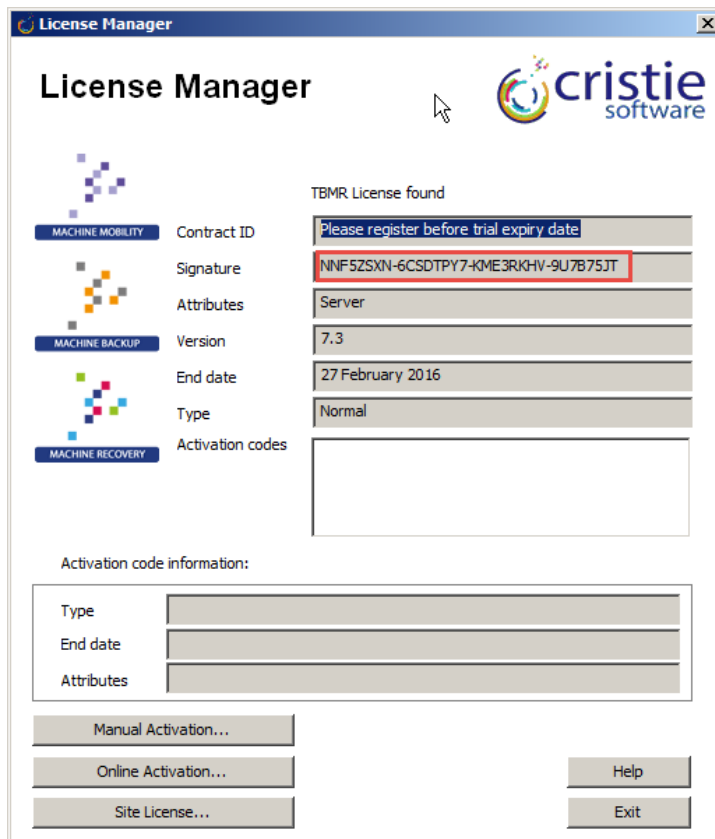 License Manager
License Manager
cristie
software
TBMR License found
MACHINE MOBILITY
Contract ID
Please register before trial expiry date
Signature
NNF5ZSXN-6CSDTPY7-KME3RKHV-9U7B75JT
Attributes
Server
MACHINE BACKUP
Version
7.3
End date
27 February 2016
Type
Normal
MACHINE RECOVERY
Activation codes
Activation code information:
Type
End date
Attributes
Manual Activation...
Online Activation...
Help
Site License...
Exit